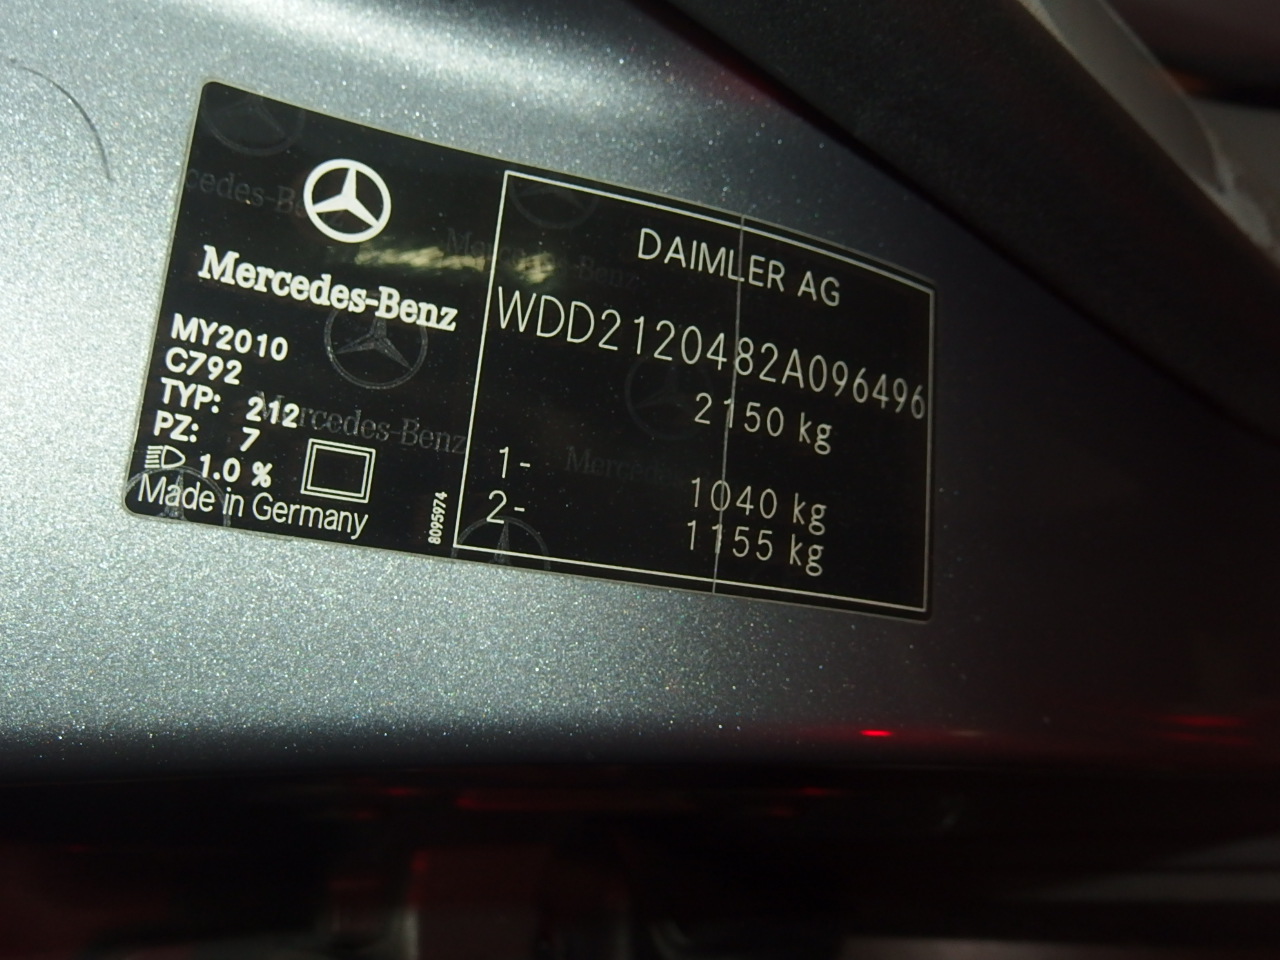 Mercedes-Benz
MY2010
C792
TYP: 212
PZ: 7
1.0 %
Made in Germany
8095974
DAIMLER AG
WDD2120482A096496
2150 kg
1- 1040 kg
2- 1155 kg